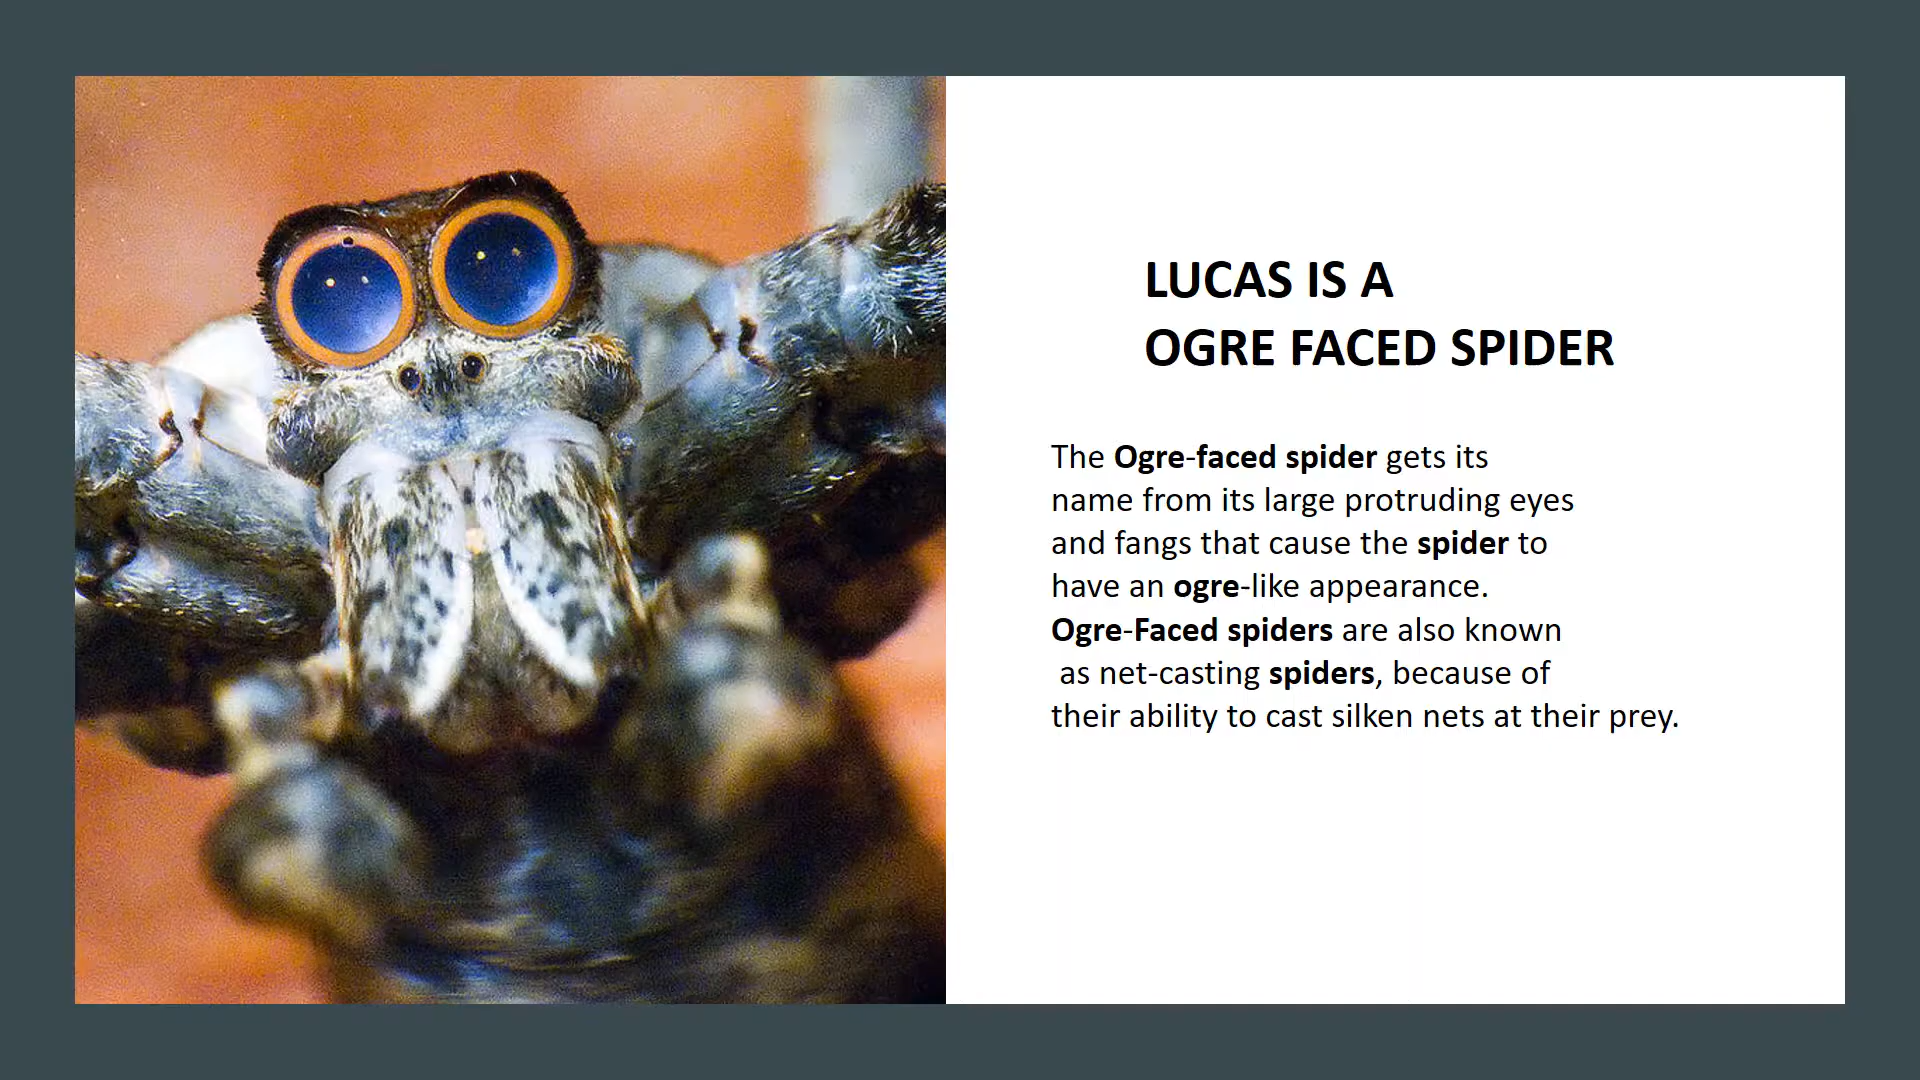 LUCAS IS A
OGRE FACED SPIDER
The Ogre-faced spider gets its
name from its large protruding eyes
and fangs that cause the spider to
have an ogre-like appearance.
Ogre-Faced spiders are also known
as net-casting spiders, because of
their ability to cast silken nets at their prey.